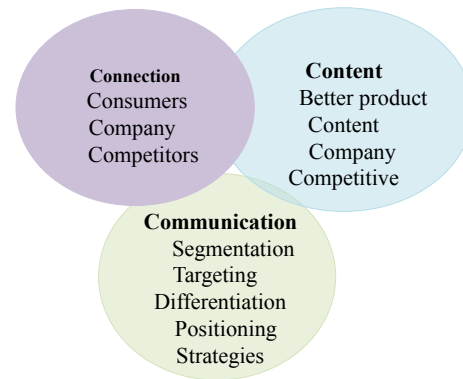 Connection
Consumers
Company
Competitors
Content
Better product
Content
Company
Competitive
Communication
Segmentation
Targeting
Differentiation
Positioning
Strategies